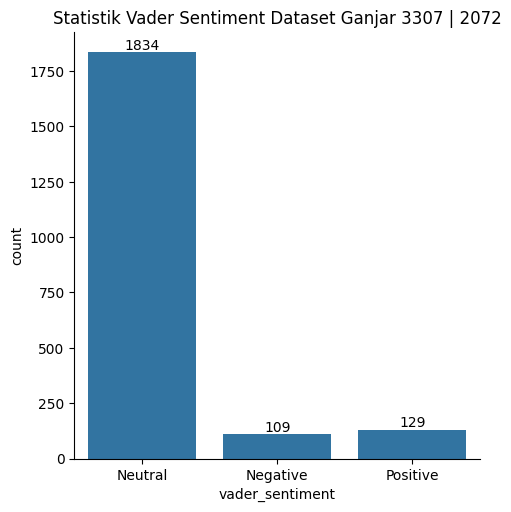 Statistik Vader Sentiment Dataset Ganjar 3307 | 2072
1834
1750
1500
1250
1000
750
500
250
0
count
109
129
Neutral
Negative
Positive
vader_sentiment